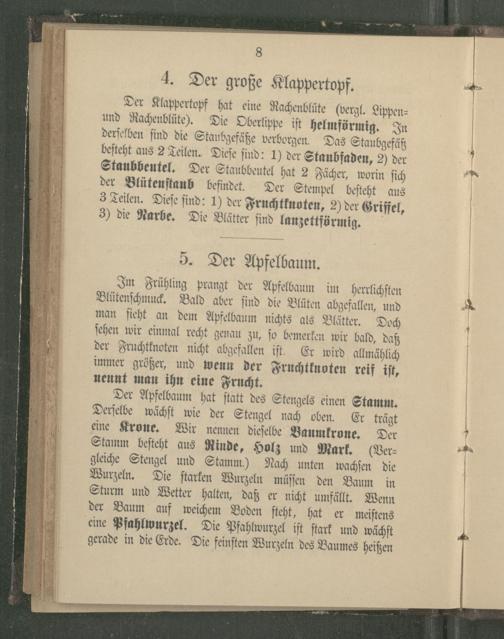 8
4. Der große Klappertopf.
Der Klappertopf hat eine Rachenblüte (vergl. Lippen-
und Rachenblüte). Die Oberlippe ist helmförmig. In
derselben sind die Staubgefäße verborgen. Das Staubgefäß
besteht aus 2 Teilen. Diese sind: 1) der Staubfaden, 2) der
Staubbeutel. Der Staubbeutel hat 2 Fächer, worin sich
der Blütenstaub befindet. Der Stempel besteht aus
3 Teilen. Diese sind: 1) der Fruchtknoten, 2) der Griffel,
3) die Narbe. Die Blätter sind lanzettförmig.
5. Der Apfelbaum.
Im Frühling prangt der Apfelbaum im herrlichsten
Blütenschmuck. Bald aber sind die Blüten abgefallen, und
man sieht an dem Apfelbaum nichts als Blätter. Doch
sehen wir einmal recht genau zu, so bemerken wir bald, daß
der Fruchtknoten nicht abgefallen ist. Er wird allmählich
immer größer, und wenn der Fruchtknoten reif ist,
nennt man ihn eine Frucht.
Der Apfelbaum hat statt des Stengels einen Stamm.
Derselbe wächst wie der Stengel nach oben. Er trägt
eine Krone. Wir nennen dieselbe Baumkrone. Der
Stamm besteht aus Rinde, Holz und Mark. (Ver-
gleiche Stengel und Stamm.) Nach unten wachsen die
Wurzeln. Die starken Wurzeln müssen den Baum in
Sturm und Wetter halten, daß er nicht umfällt. Wenn
der Baum auf weichem Boden steht, hat er meistens
eine Pfahlwurzel. Die Pfahlwurzel ist stark und wächst
gerade in die Erde. Die feinsten Wurzeln des Baumes heißen